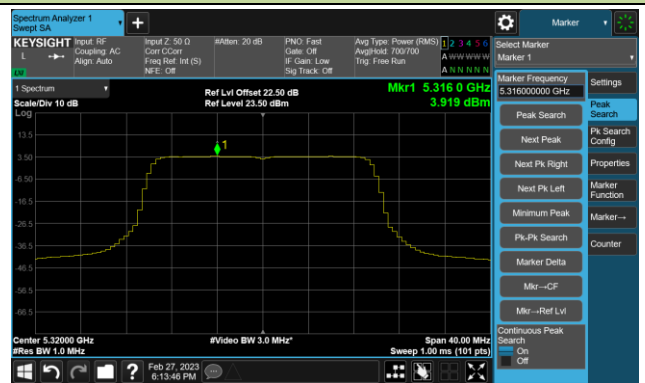 Spectrum Analyzer 1
Swept SA
+
Marker
KEYSIGHT
L
LW
Input: RF
Coupling: AC
Align: Auto
Input Z: 50 Ω
Corr CCorr
Freq Ref: Int (S)
NFE: Off
#Atten: 20 dB
PNO: Fast
Gate: Off
IF Gain: Low
Sig Track: Off
Avg Type: Power (RMS)
Avg|Hold: 700/700
Trig: Free Run
1 2 3 4 5 6
A W W W W W
A N N N N N
Select Marker
Marker 1
1 Spectrum
Scale/Div 10 dB
Log
Ref Lvl Offset 22.50 dB
Ref Level 23.50 dBm
Mkr1 5.316 0 GHz
3.919 dBm
13.5
3.50
-6.50
-16.5
-26.5
-36.5
-46.5
-56.5
-66.5
1
Center 5.32000 GHz
#Res BW 1.0 MHz
#Video BW 3.0 MHz*
Span 40.00 MHz
Sweep 1.00 ms (101 pts)
Marker Frequency
5.316000000 GHz
Peak Search
Next Peak
Next Pk Right
Next Pk Left
Minimum Peak
Pk-Pk Search
Marker Delta
Mkr→CF
Mkr→Ref Lvl
Continuous Peak
Search
On
Off
Settings
Peak
Search
Pk Search
Config
Properties
Marker
Function
Marker→
Counter
?
Feb 27, 2023
6:13:46 PM